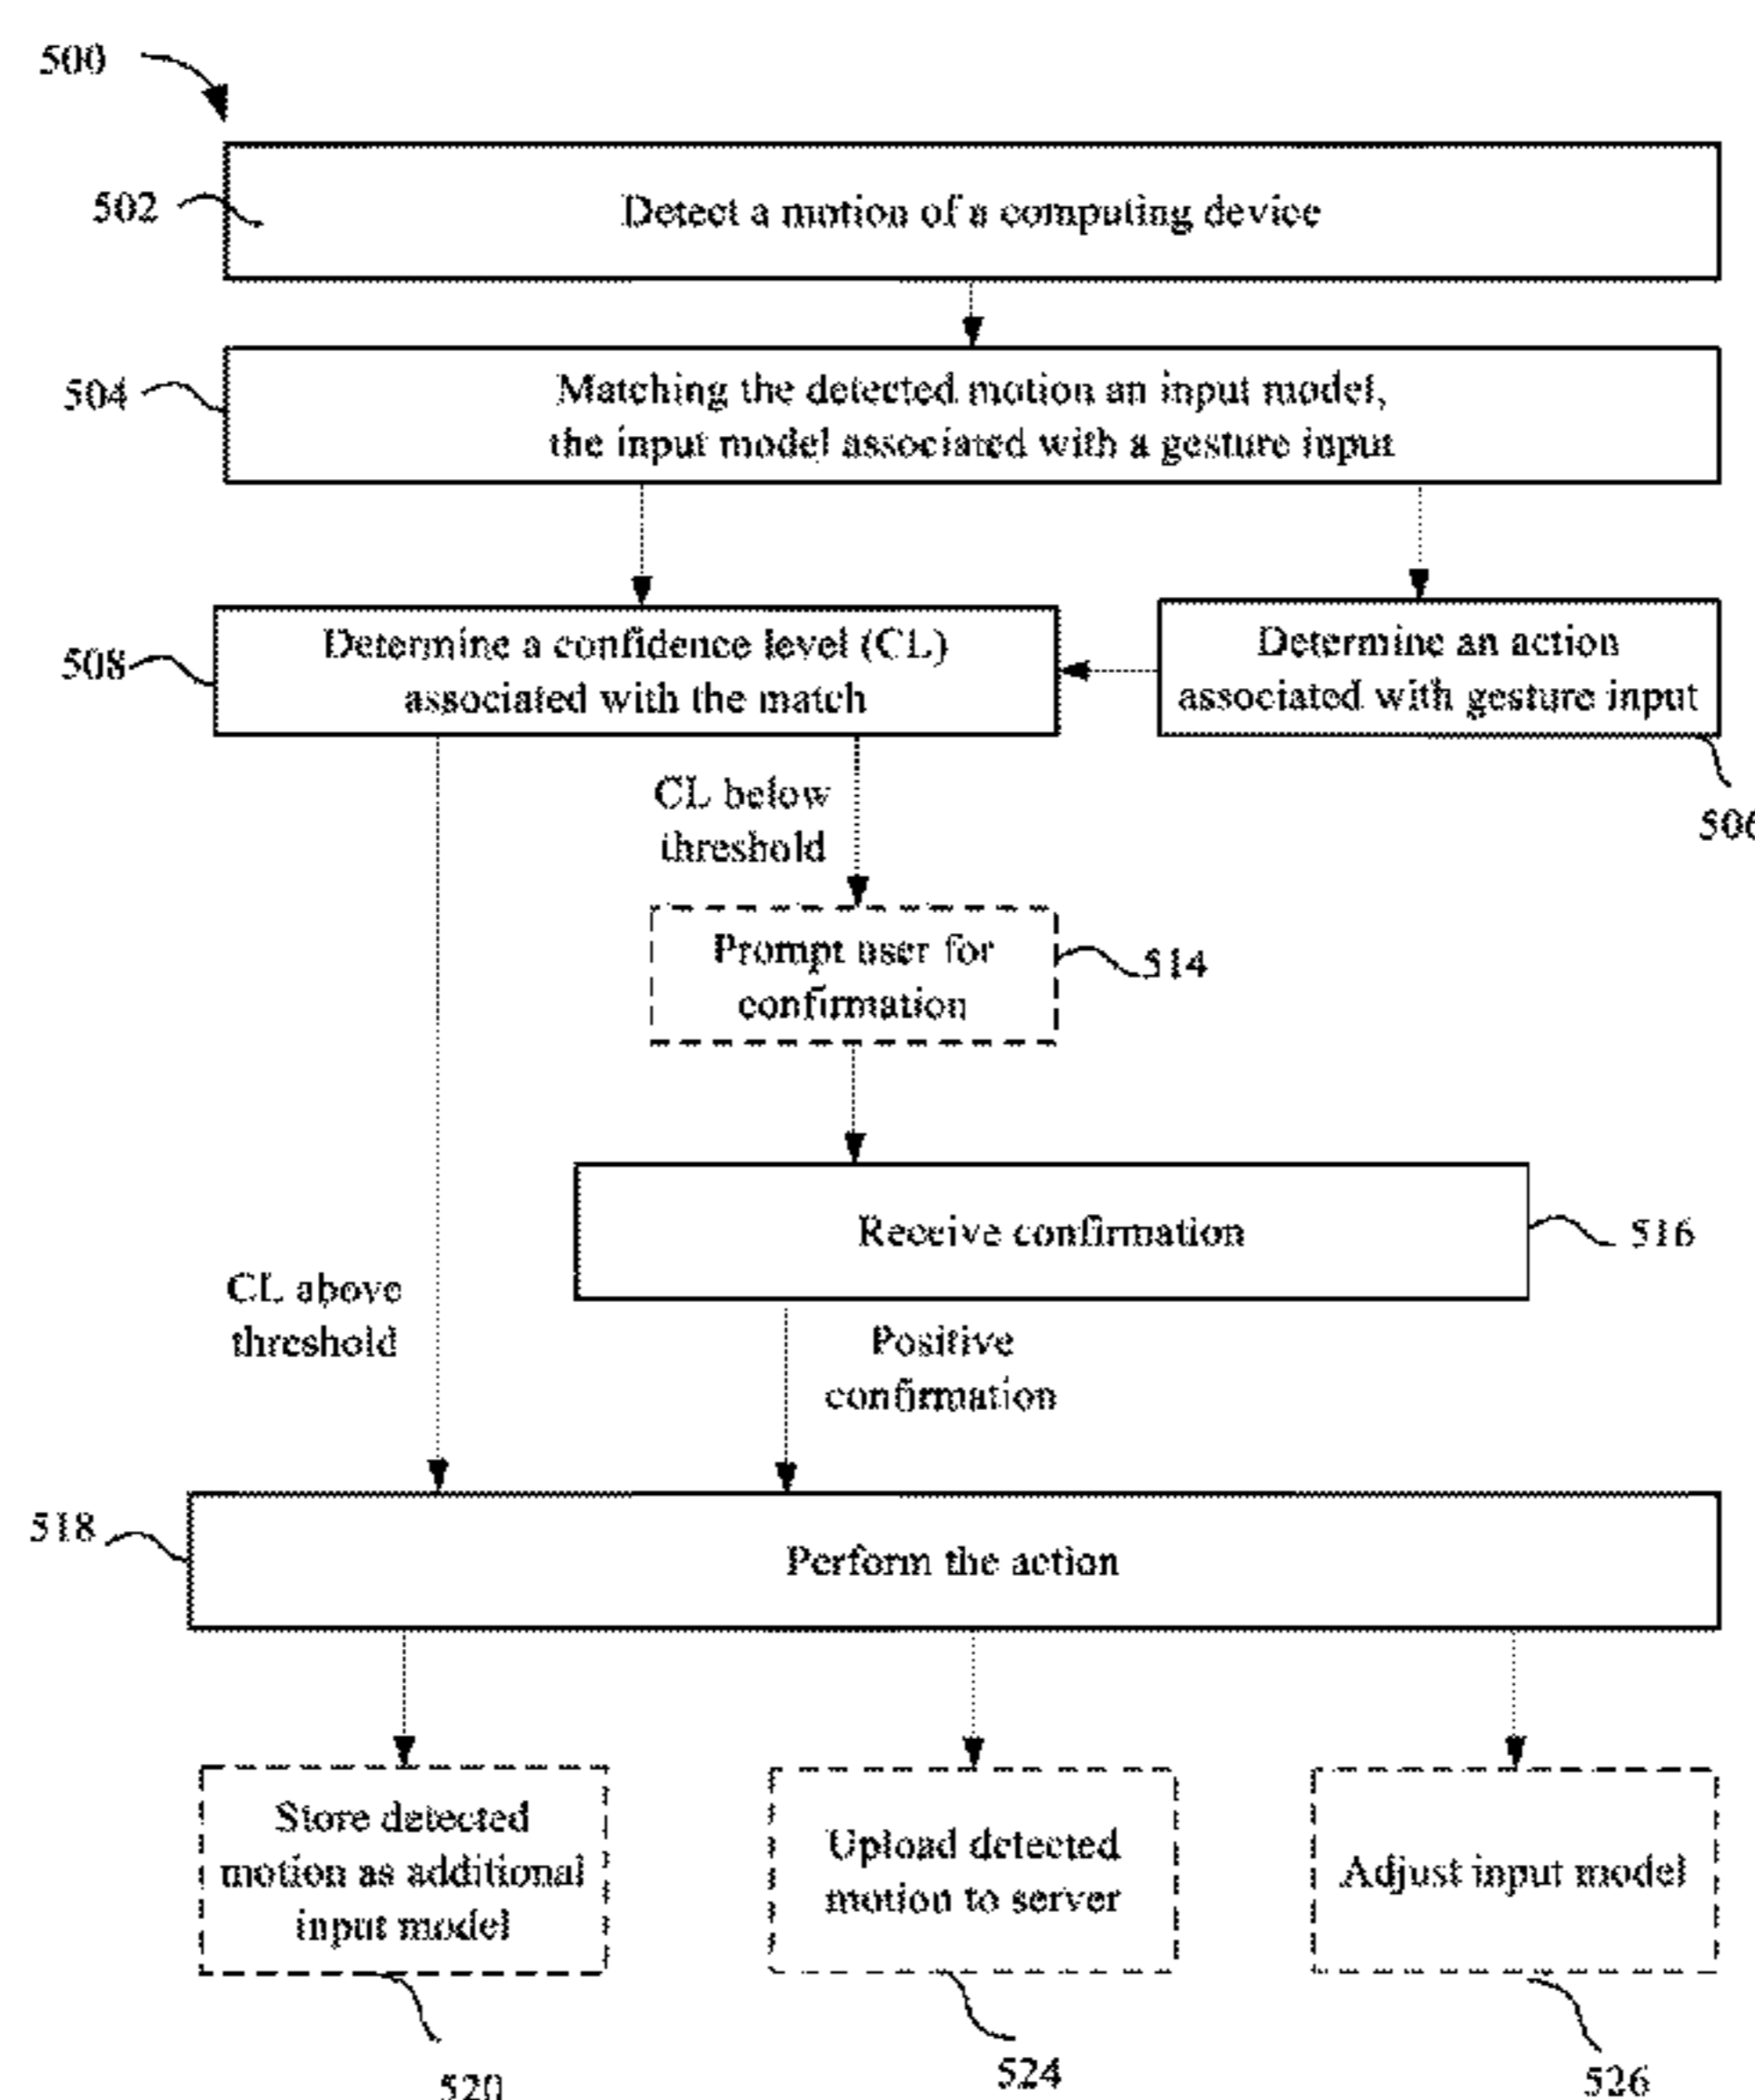 500
502
Detect a motion of a computing device
504
Matching the detected motion an input model,
the input model associated with a gesture input
508
Determine a confidence level (CL)
associated with the match
Determine an action
associated with gesture input
506
CL below
threshold
Prompt user for
confirmation
514
Receive confirmation
516
CL above
threshold
Positive
confirmation
518
Perform the action
Store detected
motion as additional
input model
Upload detected
motion to server
Adjust input model
520
524
526